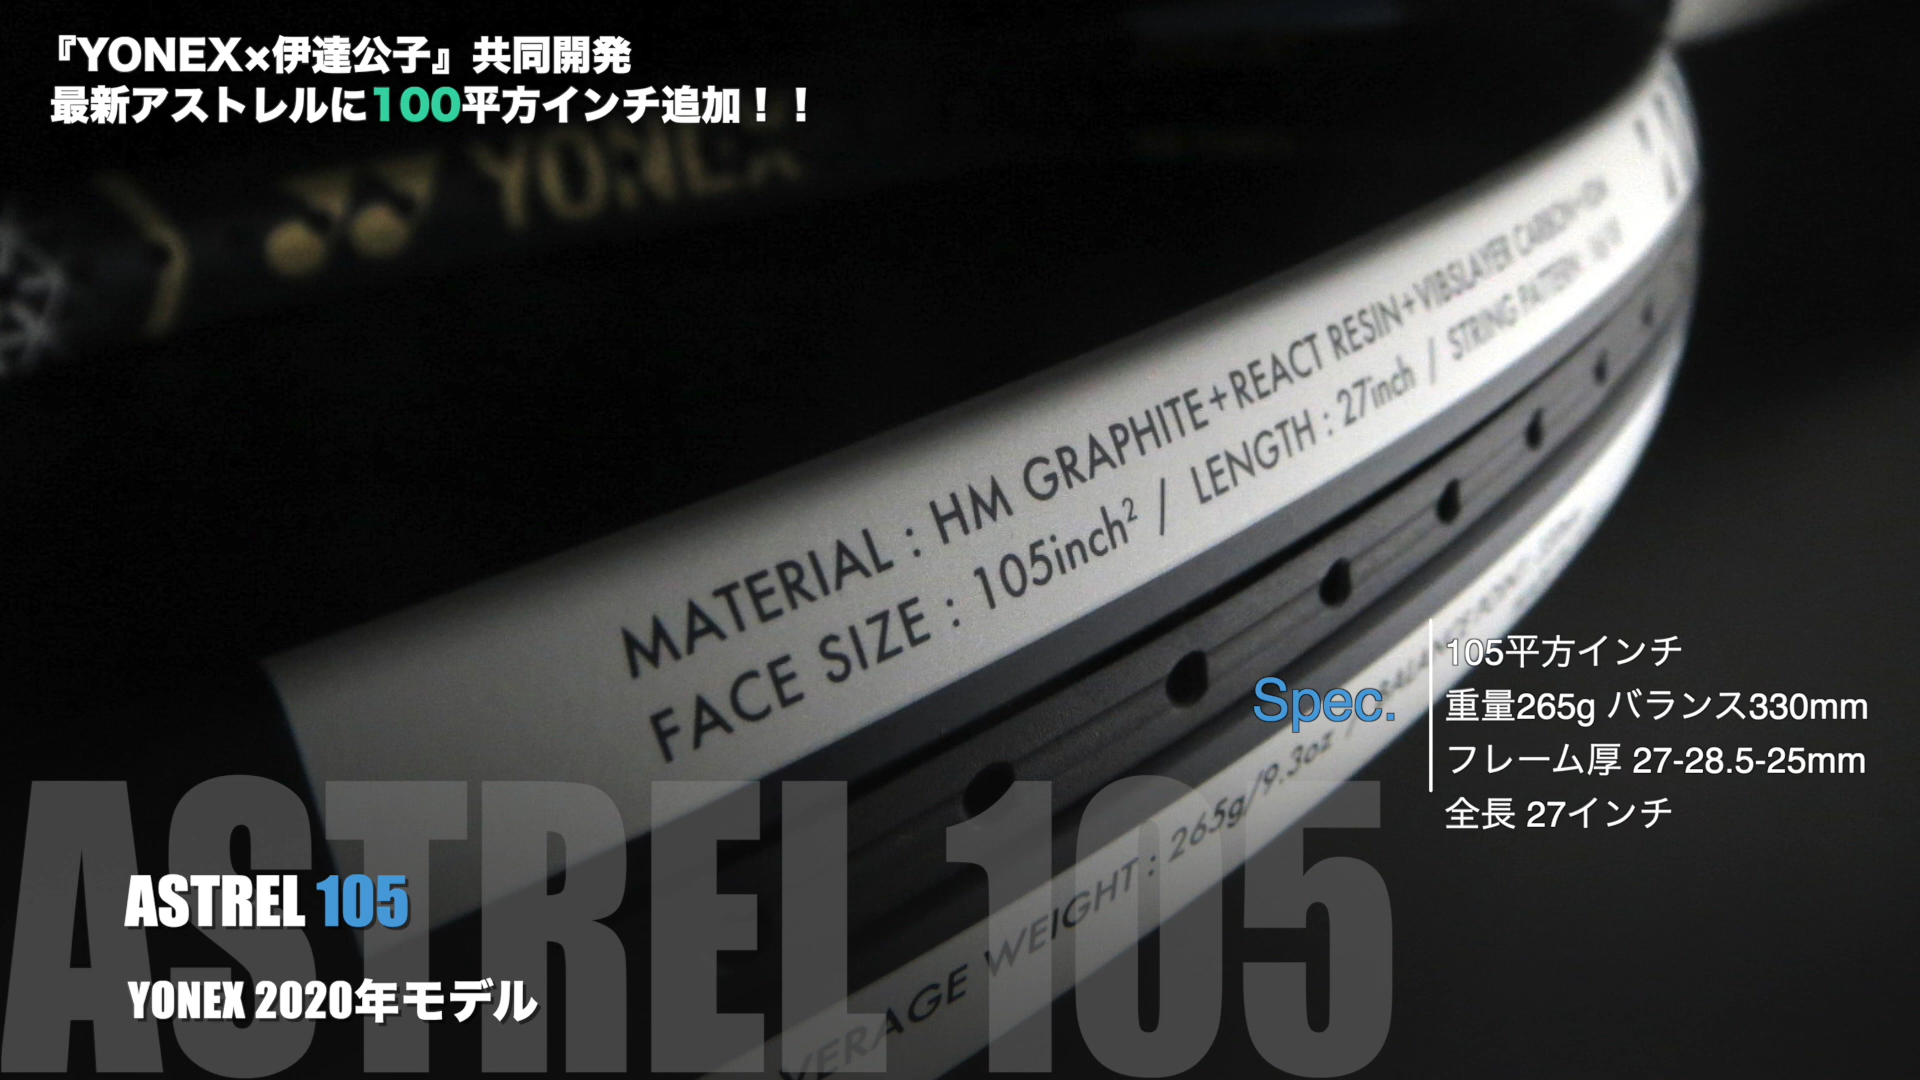 『YONEX×伊達公子』共同開発
最新アストレルに100平方インチ追加！！
YONEX
MATERIAL : HM GRAPHITE+REACT RESIN+VIBSLAYER CARBON+
FACE SIZE : 105inch² / LENGTH : 27inch / STRING PATTERN
VERAGE WEIGHT : 265g/9.3oz /
Spec.
105平方インチ
重量265g バランス330mm
フレーム厚 27-28.5-25mm
全長 27インチ
ASTREL 105
ASTREL 105
YONEX 2020年モデル